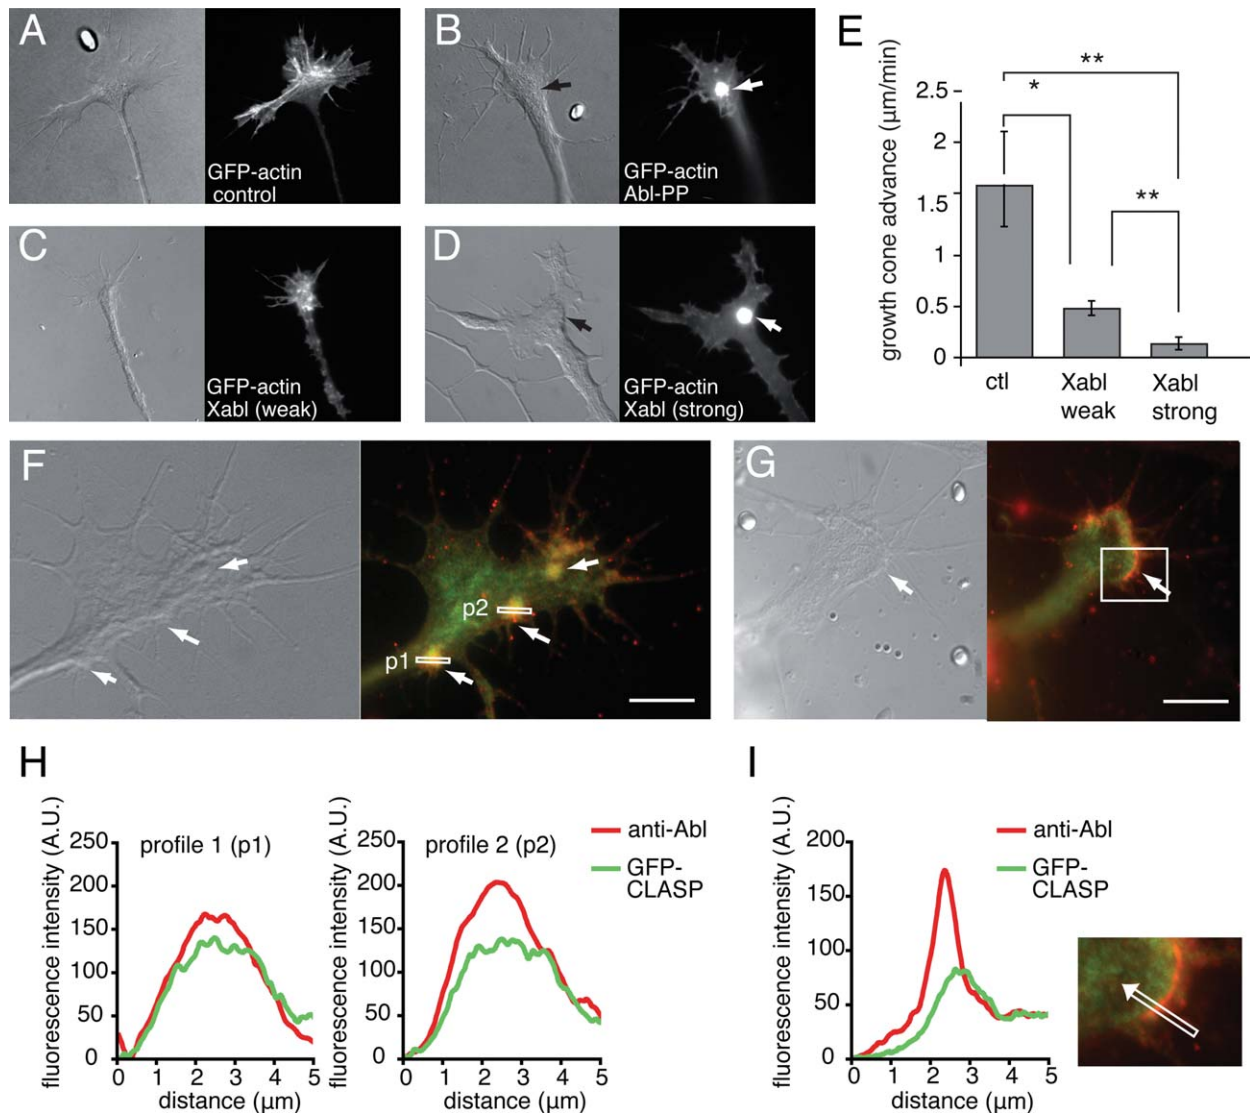 A
GFP-actin
control
B
GFP-actin
Abl-PP
C
GFP-actin
Xabl (weak)
D
GFP-actin
Xabl (strong)
E
growth cone advance (μm/min)
2.5
2
1.5
1
0.5
0
*
**
**
ctl
Xabl
weak
Xabl
strong
F
p2
p1
G
H
fluorescence intensity (A.U.)
250
200
150
100
50
0
profile 1 (p1)
0 1 2 3 4 5
distance (μm)
fluorescence intensity (A.U.)
250
200
150
100
50
0
profile 2 (p2)
0 1 2 3 4 5
distance (μm)
anti-Abl
GFP-
CLASP
I
fluorescence intensity (A.U.)
200
150
100
50
0
0 1 2 3 4 5
distance (μm)
anti-Abl
GFP-
CLASP